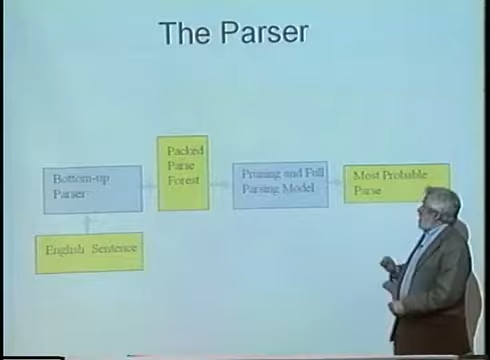 The Parser
Packed
Parse
Forest
Bottom-up
Parser
Pruning and Full
Parsing Model
Most Probable
Parse
English Sentence